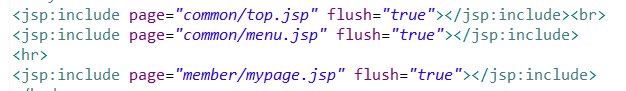 <jsp:include page="common/top.jsp" flush="true"></jsp:include><br>
<jsp:include page="common/menu.jsp" flush="true"></jsp:include>
<hr>
<jsp:include page="member/mypage.jsp" flush="true"></jsp:include>